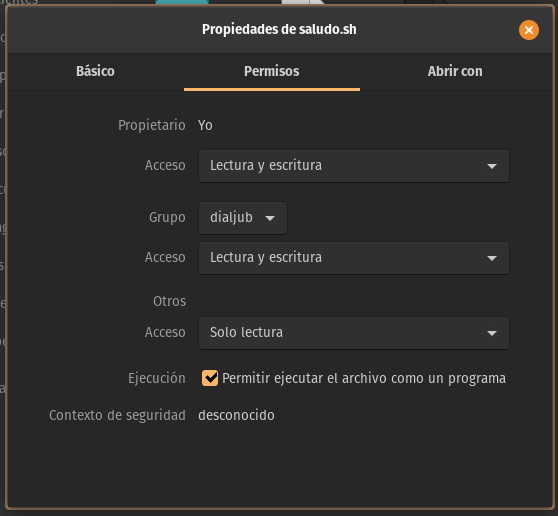 Propiedades de saludo.sh
Básico Permisos Abrir con
Propietario Yo
Acceso Lectura y escritura
Grupo dialjub
Acceso Lectura y escritura
Otros
Acceso Solo lectura
Ejecución Permitir ejecutar el archivo como un programa
Contexto de seguridad desconocido